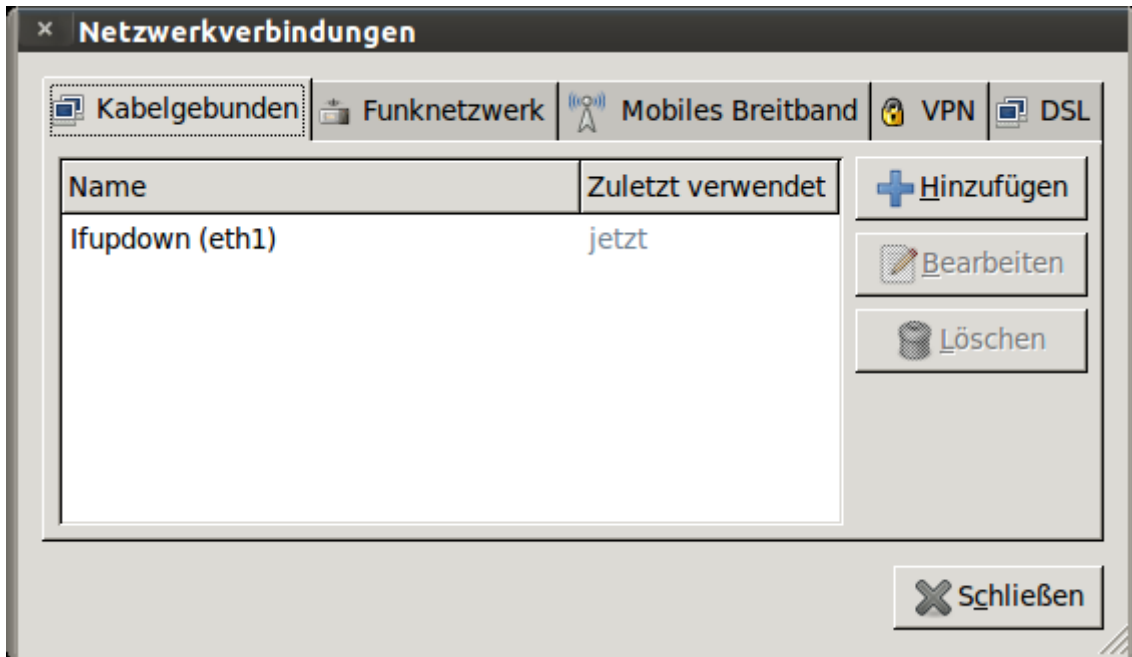 Netzwerkverbindungen
Kabelgebunden Funknetzwerk Mobiles Breitband VPN DSL
Name Zuletzt verwendet
Ifupdown (eth1) jetzt
Hinzufügen
Bearbeiten
Löschen
Schließen